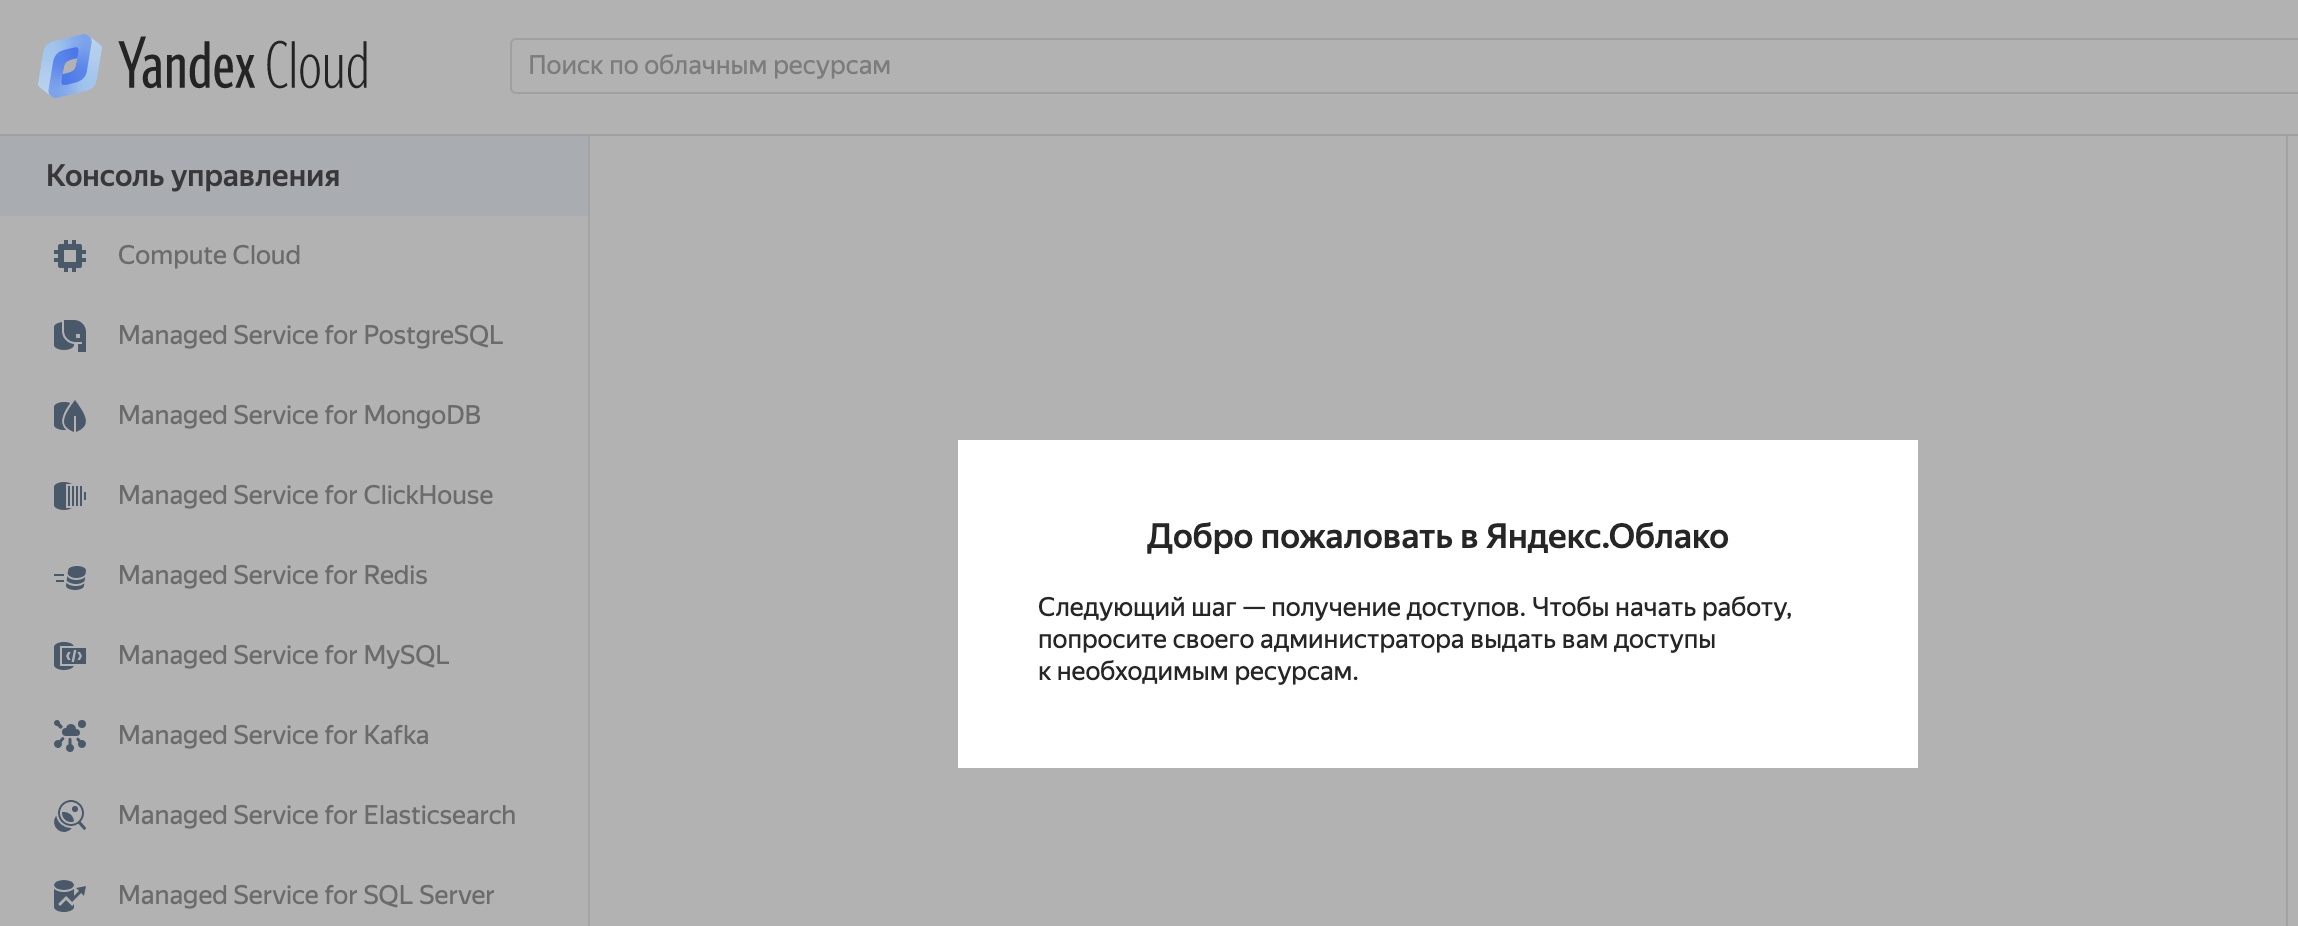 Yandex Cloud
Поиск по облачным ресурсам
Консоль управления
Compute Cloud
Managed Service for PostgreSQL
Managed Service for MongoDB
Managed Service for ClickHouse
Managed Service for Redis
Managed Service for MySQL
Managed Service for Kafka
Managed Service for Elasticsearch
Managed Service for SQL Server
Добро пожаловать в Яндекс.Облако
Следующий шаг — получение доступов. Чтобы начать работу,
попросите своего администратора выдать вам доступы
к необходимым ресурсам.